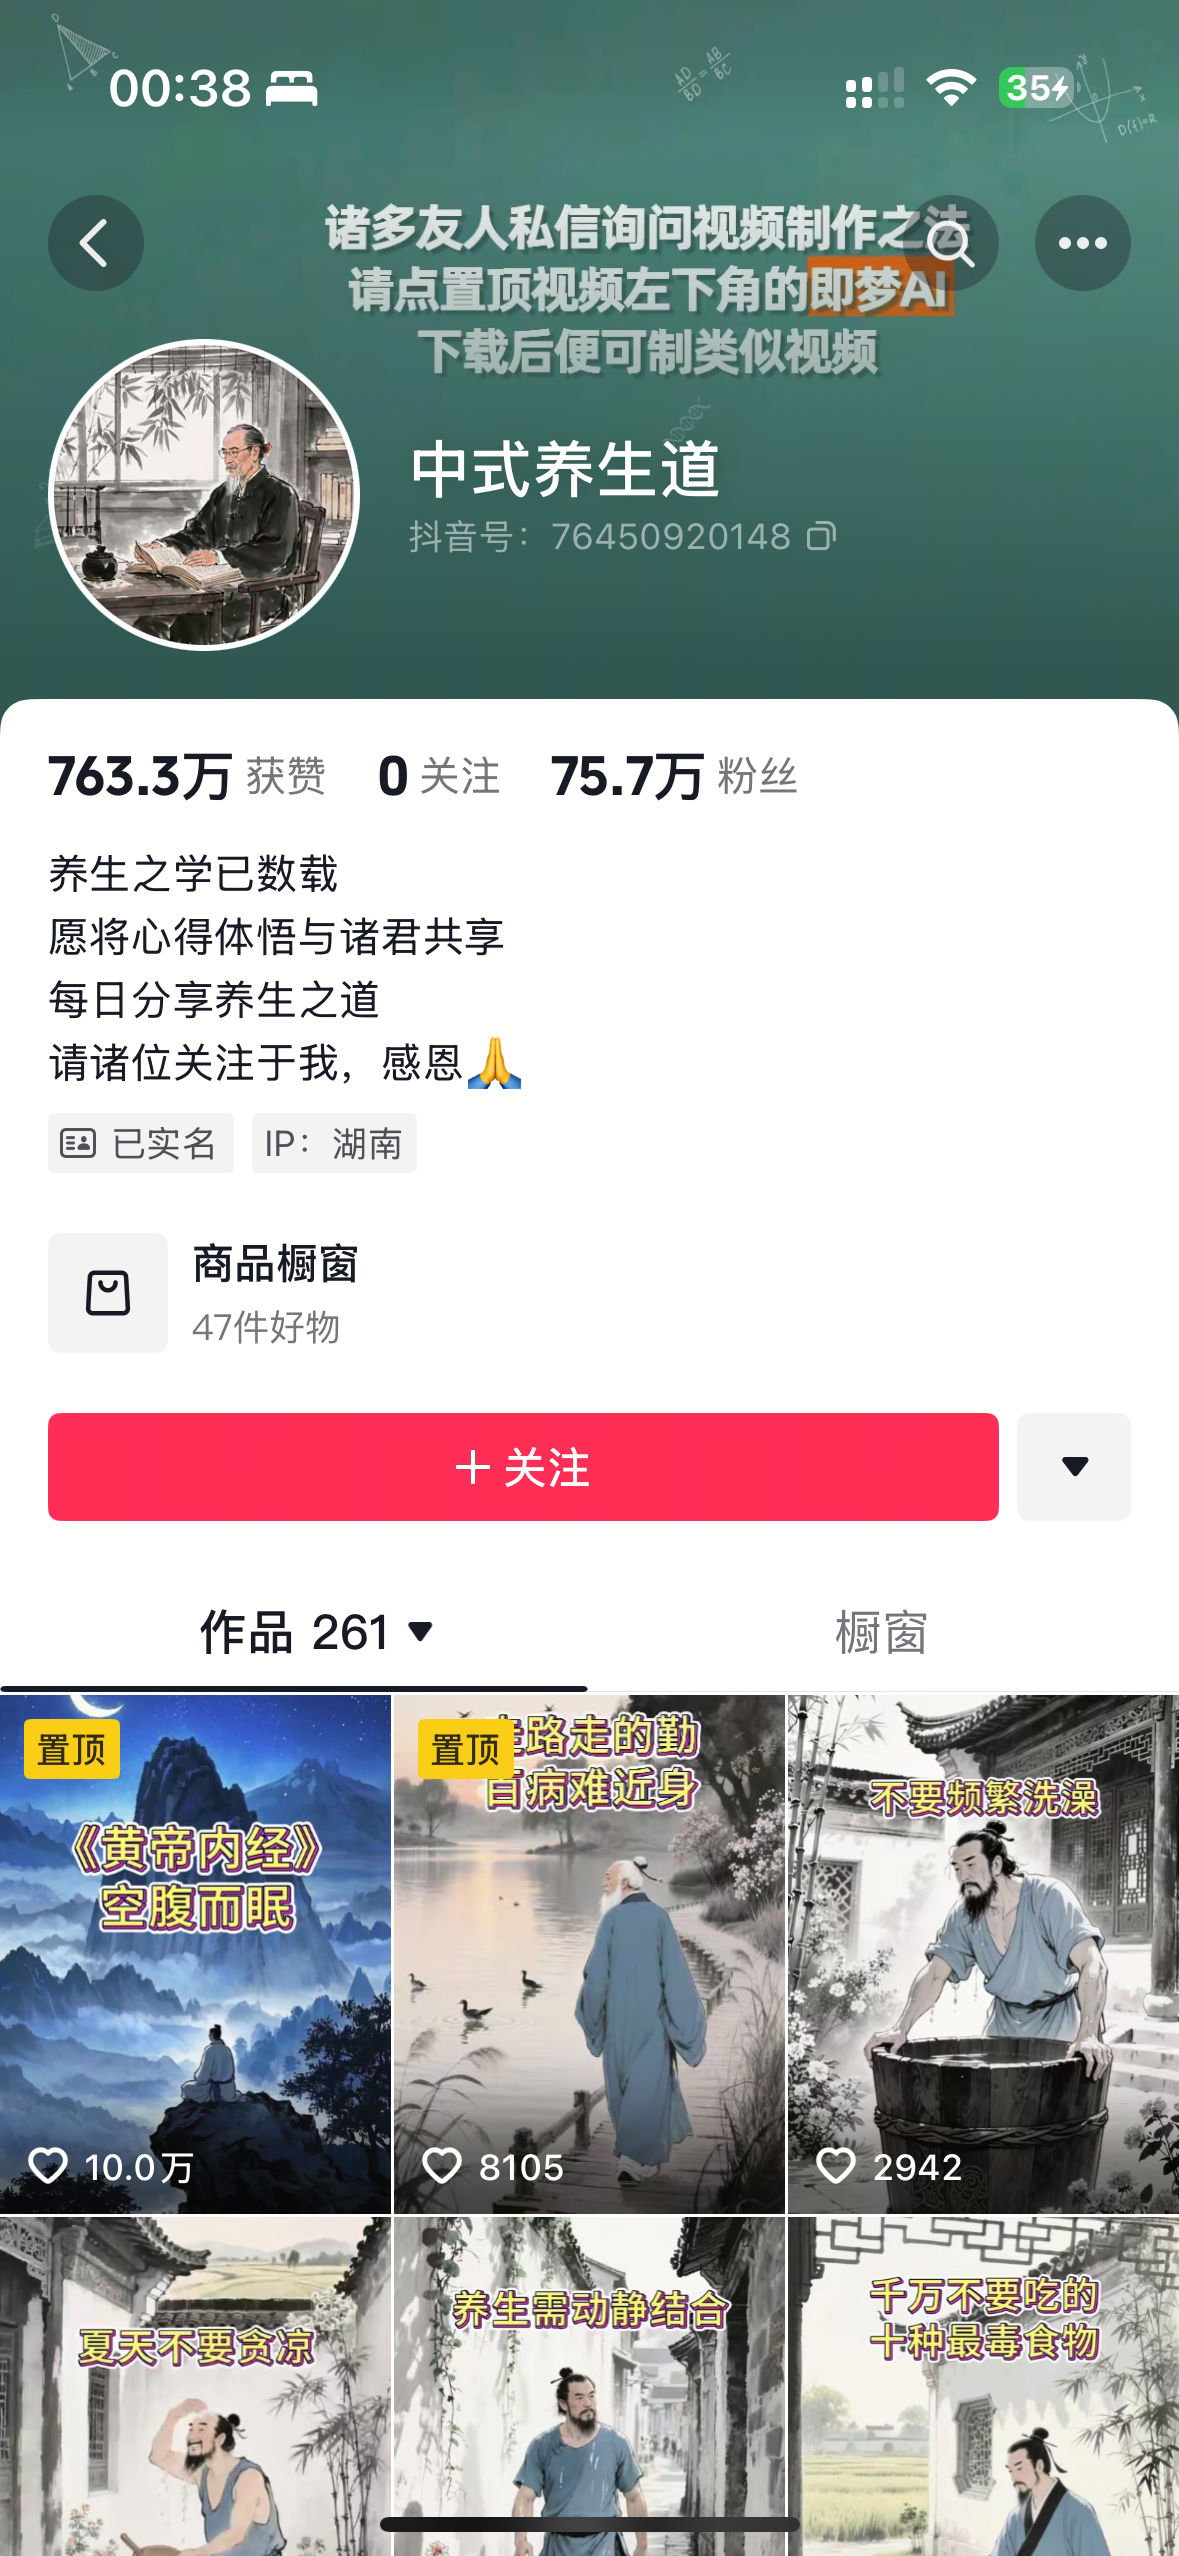 00:38
35
诸多友人私信询问视频制作之法
请点置顶视频左下角的即梦AI
下载后便可制类似视频
中式养生道
抖音号：76450920148
763.3万 获赞 0 关注 75.7万 粉丝
养生之学已数载
愿将心得体悟与诸君共享
每日分享养生之道
请诸位关注于我，感恩🙏
已实名 IP：湖南
商品橱窗
47件好物
关注
作品 261 橱窗
置顶
《黄帝内经》
空腹而眠
10.0万
置顶
走路走的勤
百病难近身
8105
不要频繁洗澡
2942
夏天不要贪凉
养生需动静结合
千万不要吃的
十种最毒食物